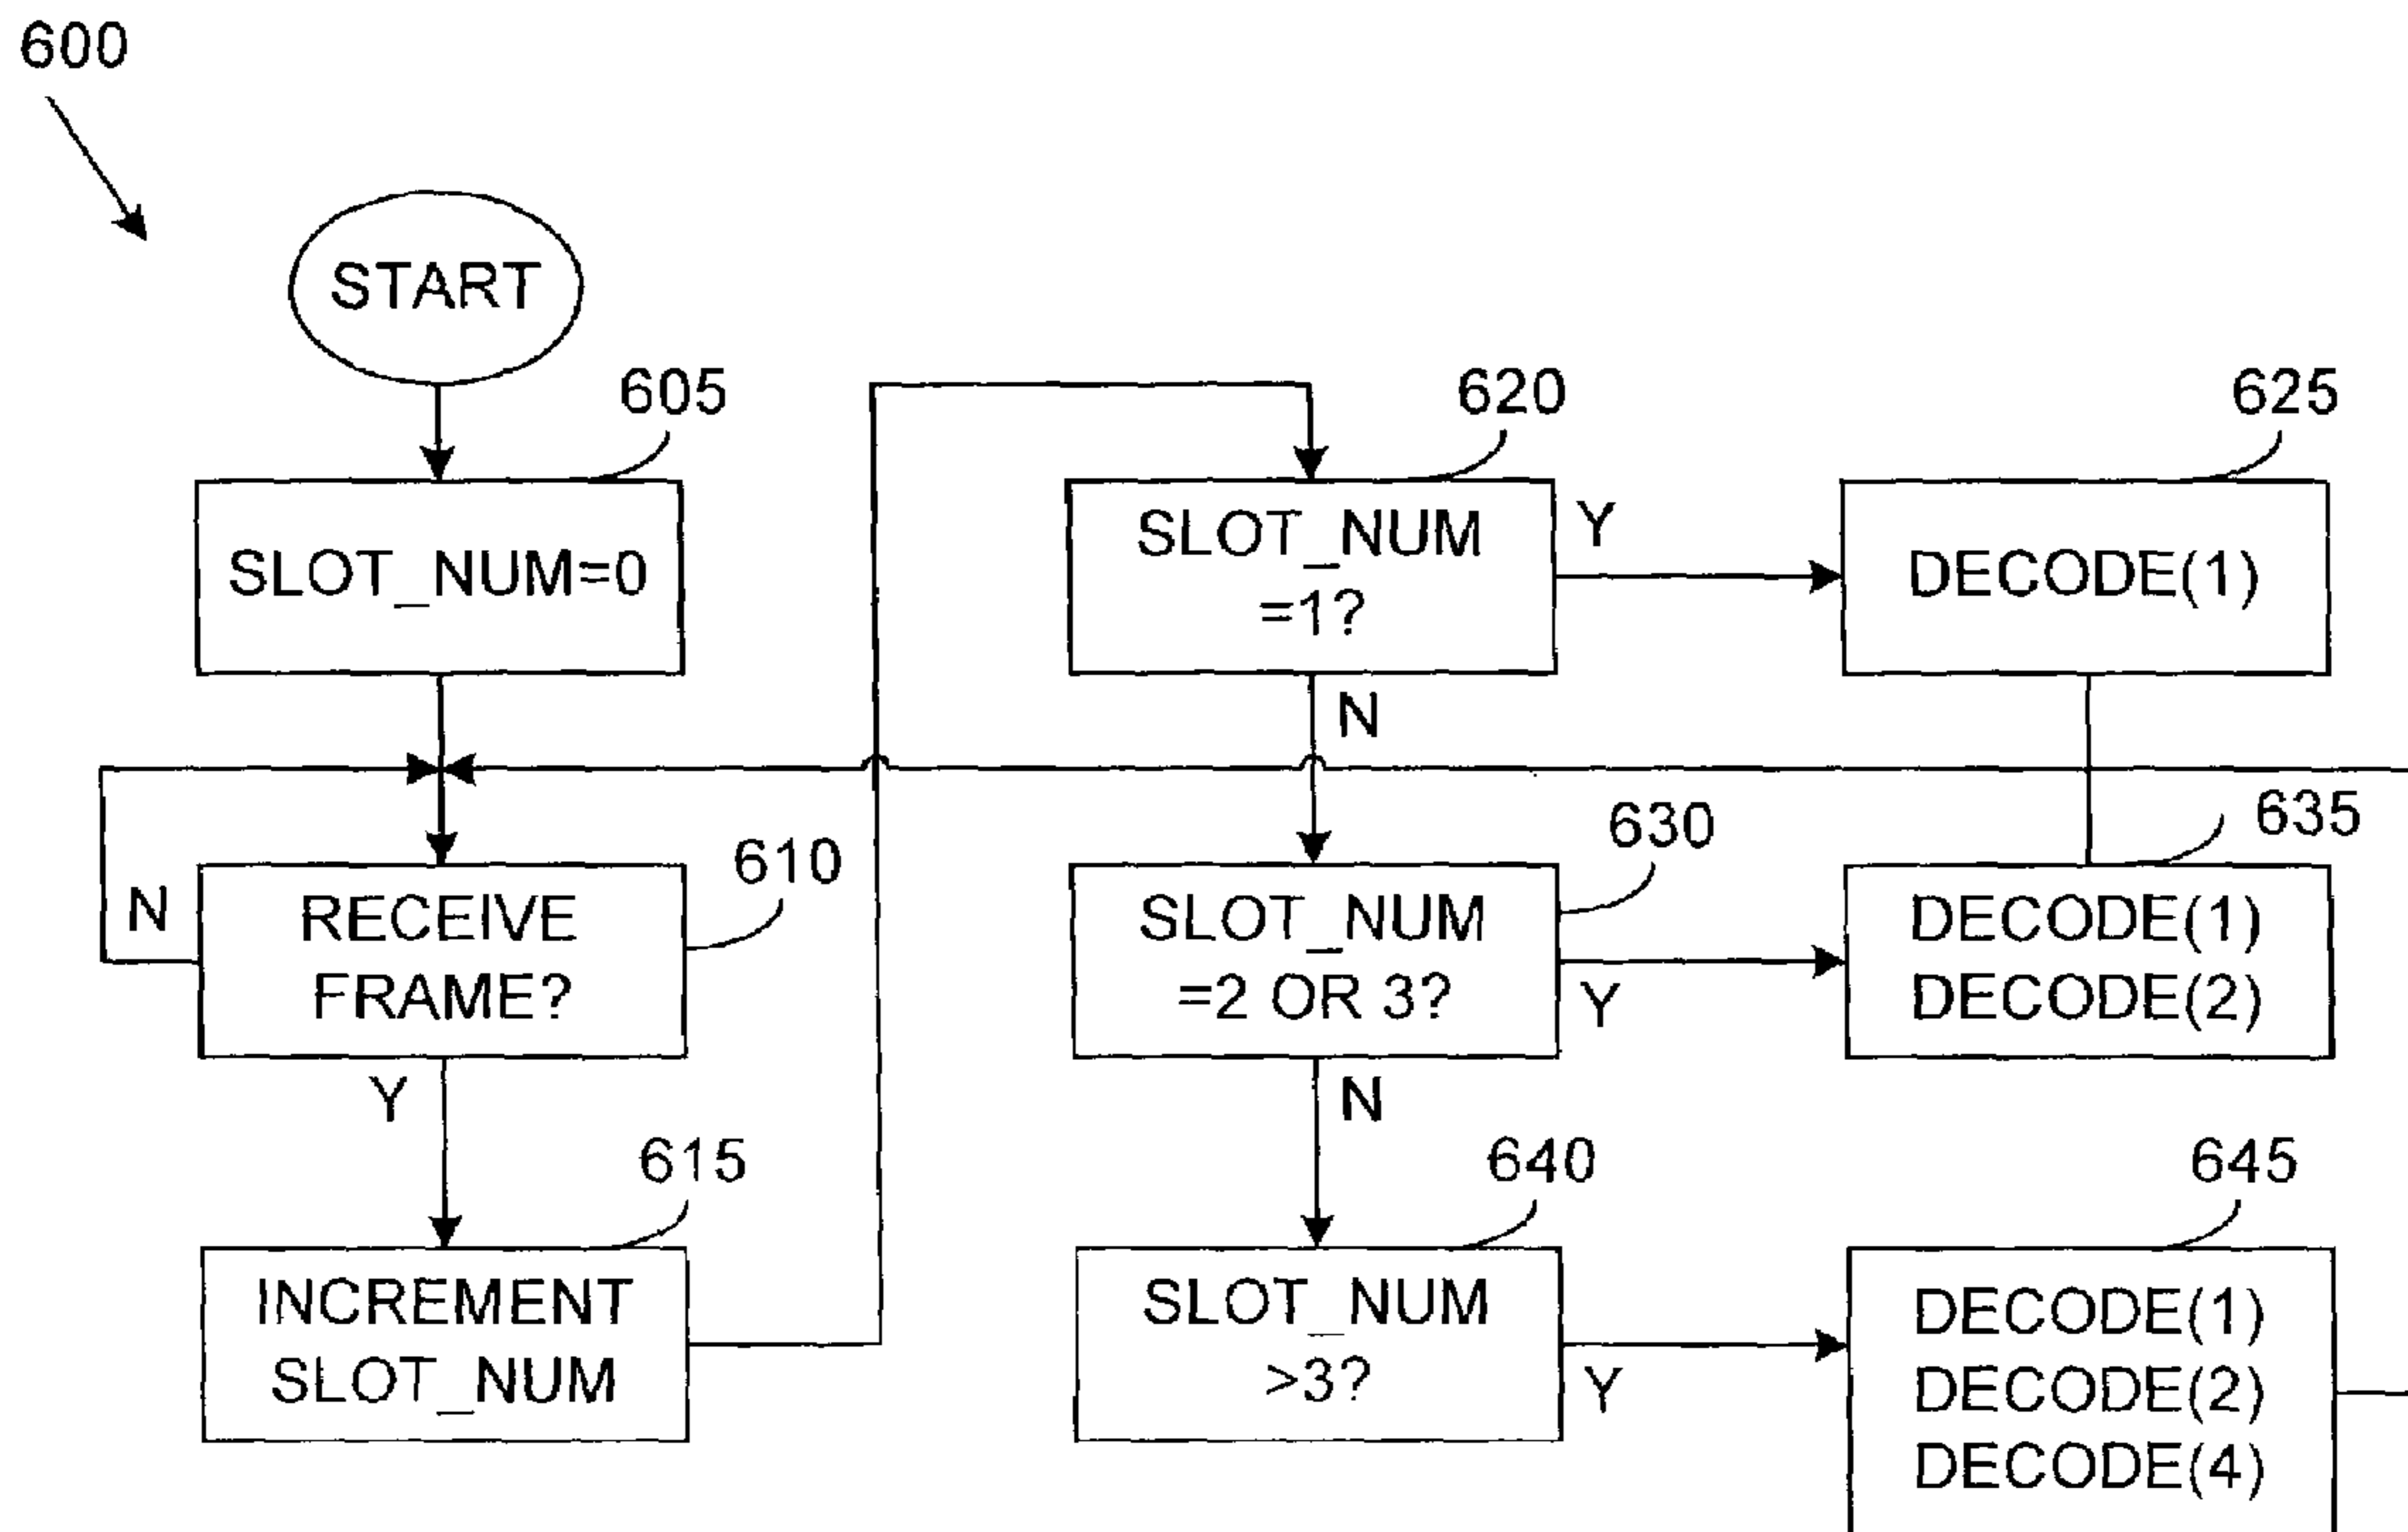 600
START
605
SLOT_NUM=0
610
N
RECEIVE
FRAME?
Y
615
INCREMENT
SLOT_NUM
620
SLOT_NUM
=1?
Y
N
625
DECODE(1)
630
SLOT_NUM
=2 OR 3?
Y
N
635
DECODE(1)
DECODE(2)
640
SLOT_NUM
>3?
Y
645
DECODE(1)
DECODE(2)
DECODE(4)